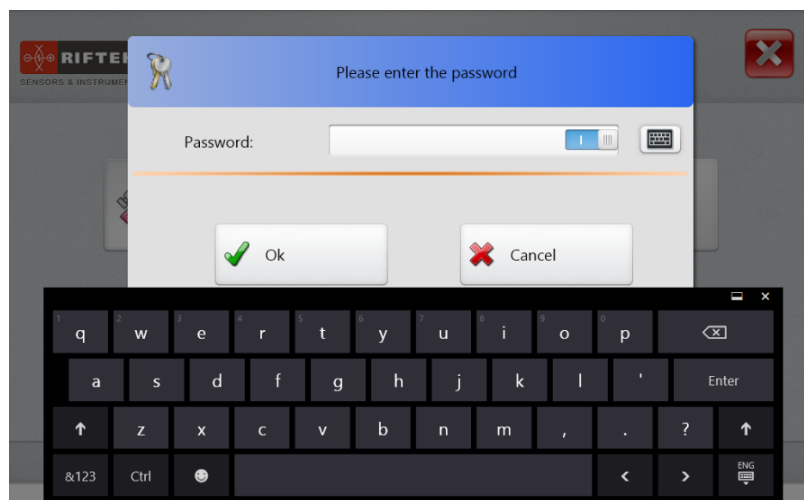 RIFTEK
SENSORS & INSTRUMEN
Please enter the password
Password:
Ok
Cancel
1 q 2 w 3 e 4 r 5 t 6 y 7 u 8 i 9 o 0 p
a s d f g h j k l ' Enter
z x c v b n m , . ? 
&123 Ctrl < > ENG